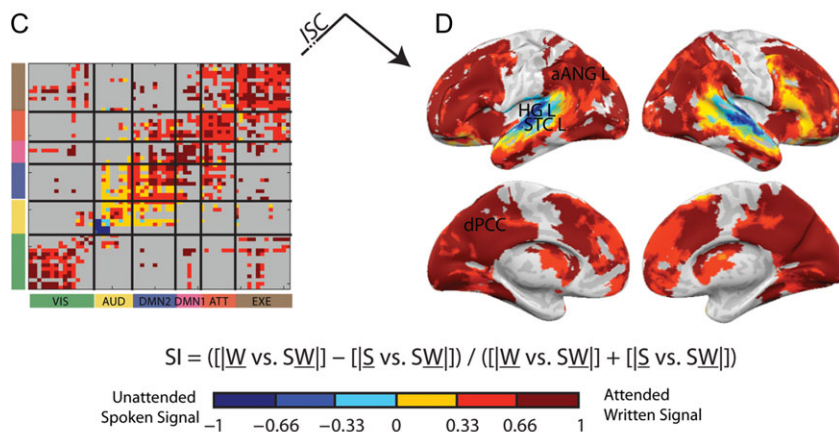 C
ISC
D
aANG L
HG L
STC L
dPCC
VIS AUD DMN2 DMN1 ATT EXE
SI = ([|W vs. SW|] − [|S vs. SW|]) / ([|W vs. SW|] + [|S vs. SW|])
Unattended
Spoken Signal
Attended
Written Signal
−1 −0.66 −0.33 0 0.33 0.66 1